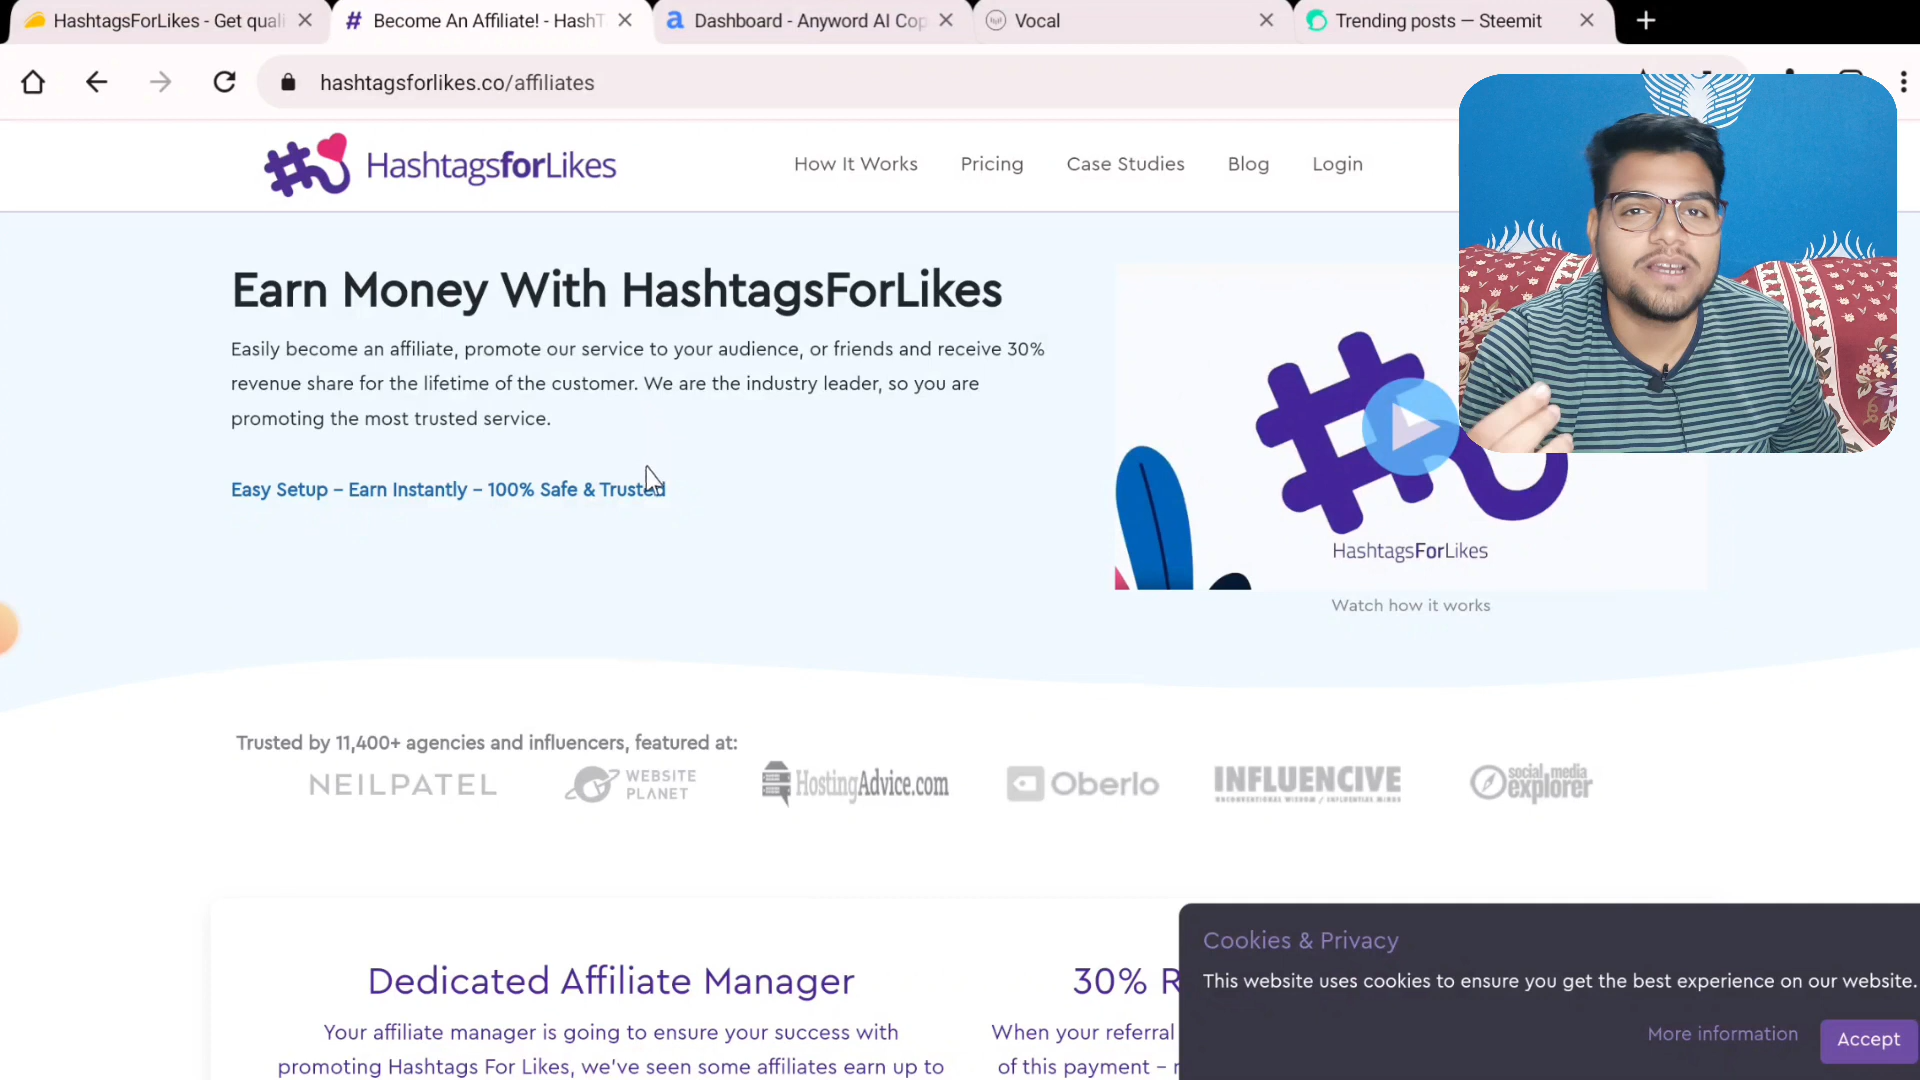 HashtagsForLikes - Get quali
Become An Affiliate! - HashT
Dashboard - Anyword AI Cop
Vocal
Trending posts — Steemit
hashtagsforlikes.co/affiliates
HashtagsforLikes
How It Works
Pricing
Case Studies
Blog
Login
Earn Money With HashtagsForLikes
Easily become an affiliate, promote our service to your audience, or friends and receive 30%
revenue share for the lifetime of the customer. We are the industry leader, so you are
promoting the most trusted service.
Easy Setup – Earn Instantly – 100% Safe & Trusted
HashtagsForLikes
Watch how it works
Trusted by 11,400+ agencies and influencers, featured at:
NEILPATEL
WEBSITE
PLANET
HostingAdvice.com
Oberlo
INFLUENCIVE
UNCONVENTIONAL WISDOM / INFLUENTIAL MINDS
social media
explorer
Dedicated Affiliate Manager
Your affiliate manager is going to ensure your success with
promoting Hashtags For Likes, we've seen some affiliates earn up to
30% R
When your referral
of this payment – r
Cookies & Privacy
This website uses cookies to ensure you get the best experience on our website.
More information
Accept